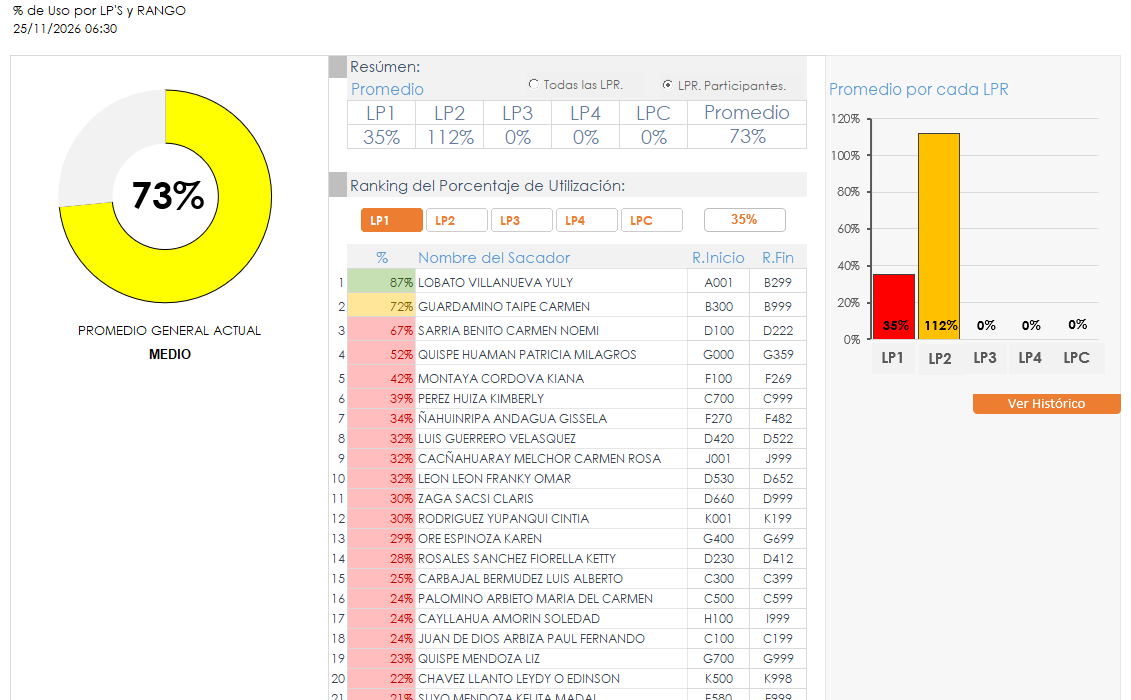 % de Uso por LP'S y RANGO
25/11/2026 06:30
73%
PROMEDIO GENERAL ACTUAL
MEDIO
Resúmen:
Promedio
Todas las LPR.
LPR. Participantes.
LP1 LP2 LP3 LP4 LPC Promedio
35% 112% 0% 0% 0% 73%
Ranking del Porcentaje de Utilización:
LP1 LP2 LP3 LP4 LPC 35%
% Nombre del Sacador R.Inicio R.Fin
1 87% LOBATO VILLANUEVA YULY A001 B299
2 72% GUARDAMINO TAIPE CARMEN B300 B999
3 67% SARRIA BENITO CARMEN NOEMI D100 D222
4 52% QUISPE HUAMAN PATRICIA MILAGROS G000 G359
5 42% MONTAYA CORDOVA KIANA F100 F269
6 39% PEREZ HUIZA KIMBERLY C700 C999
7 34% ÑAHUINRIPA ANDAGUA GISSELA F270 F482
8 32% LUIS GUERRERO VELASQUEZ D420 D522
9 32% CACÑAHUARAY MELCHOR CARMEN ROSA J001 J999
10 32% LEON LEON FRANKY OMAR D530 D652
11 30% ZAGA SACSI CLARIS D660 D999
12 30% RODRIGUEZ YUPANQUI CINTIA K001 K199
13 29% ORE ESPINOZA KAREN G400 G699
14 28% ROSALES SANCHEZ FIORELLA KETTY D230 D412
15 25% CARBAJAL BERMUDEZ LUIS ALBERTO C300 C399
16 24% PALOMINO ARBIETO MARIA DEL CARMEN C500 C599
17 24% CAYLLAHUA AMORIN SOLEDAD H100 I999
18 24% JUAN DE DIOS ARBIZA PAUL FERNANDO C100 C199
19 23% QUISPE MENDOZA LIZ G700 G999
20 22% CHAVEZ LLANTO LEYDY O EDINSON K500 K998
21 21% SUYO MENDOZA F580 F999
Promedio por cada LPR
120%
100%
80%
60%
40%
20%
0%
35% 112% 0% 0% 0%
LP1 LP2 LP3 LP4 LPC
Ver Histórico